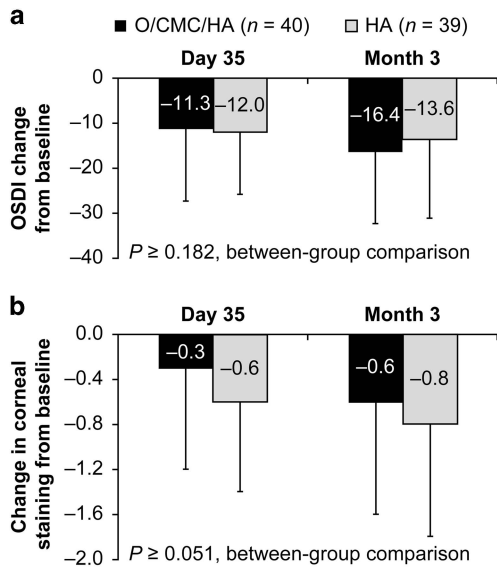 a
O/CMC/HA (n = 40) HA (n = 39)
Day 35 Month 3
OSDI change
from baseline
0
–10
–20
–30
–40
–11.3 –12.0 –16.4 –13.6
P ≥ 0.182, between-group comparison
b
Day 35 Month 3
Change in corneal
staining from baseline
0.0
–0.4
–0.8
–1.2
–1.6
–2.0
–0.3 –0.6 –0.6 –0.8
P ≥ 0.051, between-group comparison